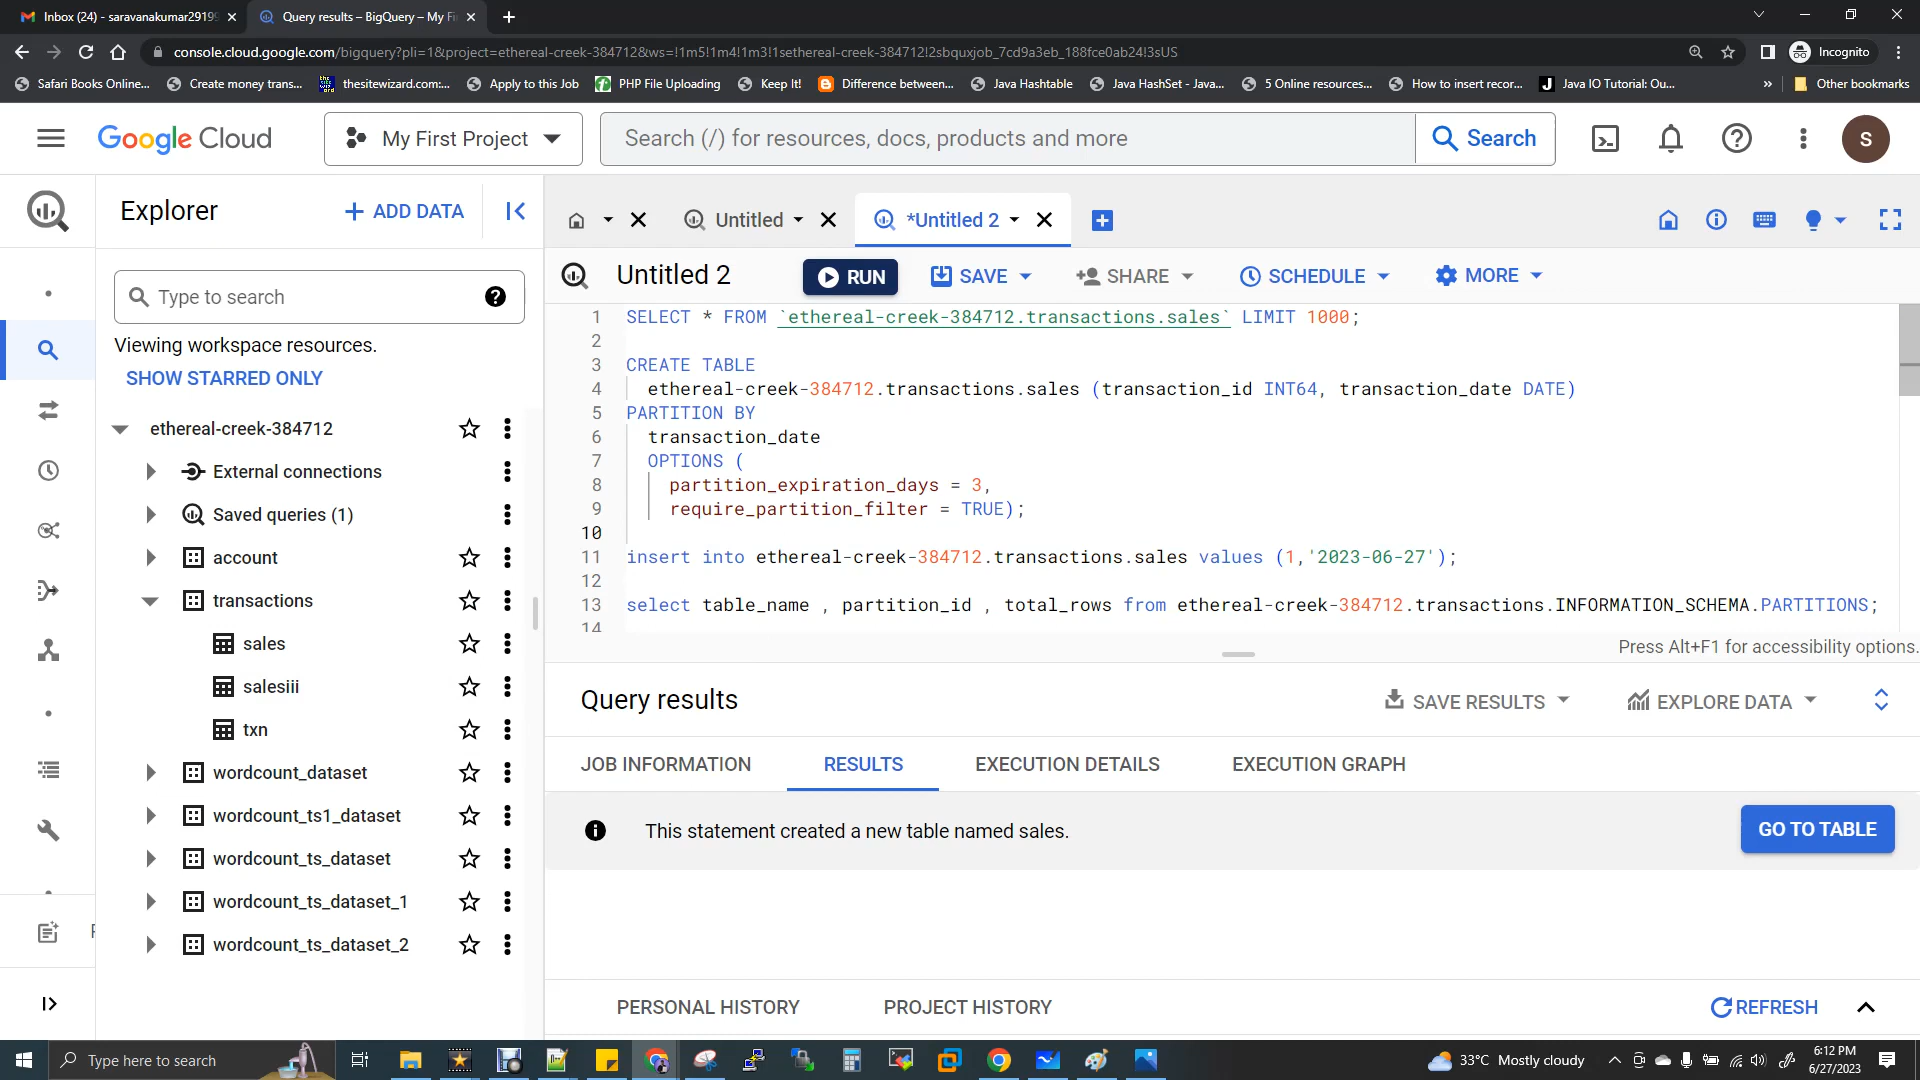 Inbox (24) - saravanakumar29199
Query results – BigQuery – My Fi
console.cloud.google.com/bigquery?pli=1&project=ethereal-creek-384712&ws=!1m5!1m4!1m3!1sethereal-creek-384712!2sbquxjob_7cd9a3eb_188fce0ab24!3sUS
Incognito
Safari Books Online...
Create money trans...
thesitewizard.com:...
Apply to this Job
PHP File Uploading
Keep It!
Difference between...
Java Hashtable
Java HashSet - Java...
5 Online resources...
How to insert recor...
Java IO Tutorial: Ou...
»
Other bookmarks
Google Cloud
My First Project
Search (/) for resources, docs, products and more
Search
S
Explorer
+ ADD DATA
Untitled
*Untitled 2
Untitled 2
RUN
SAVE
SHARE
SCHEDULE
MORE
Type to search
Viewing workspace resources.
SHOW STARRED ONLY
ethereal-creek-384712
External connections
Saved queries (1)
account
transactions
sales
salesiii
txn
wordcount_dataset
wordcount_ts1_dataset
wordcount_ts_dataset
wordcount_ts_dataset_1
wordcount_ts_dataset_2
1 SELECT * FROM `ethereal-creek-384712.transactions.sales` LIMIT 1000;
2
3 CREATE TABLE
4 ethereal-creek-384712.transactions.sales (transaction_id INT64, transaction_date DATE)
5 PARTITION BY
6 transaction_date
7 OPTIONS (
8 partition_expiration_days = 3,
9 require_partition_filter = TRUE);
10
11 insert into ethereal-creek-384712.transactions.sales values (1,'2023-06-27');
12
13 select table_name , partition_id , total_rows from ethereal-creek-384712.transactions.INFORMATION_SCHEMA.PARTITIONS;
14
Press Alt+F1 for accessibility options.
Query results
SAVE RESULTS
EXPLORE DATA
JOB INFORMATION
RESULTS
EXECUTION DETAILS
EXECUTION GRAPH
This statement created a new table named sales.
GO TO TABLE
PERSONAL HISTORY
PROJECT HISTORY
REFRESH
Type here to search
33°C Mostly cloudy
6:12 PM
6/27/2023